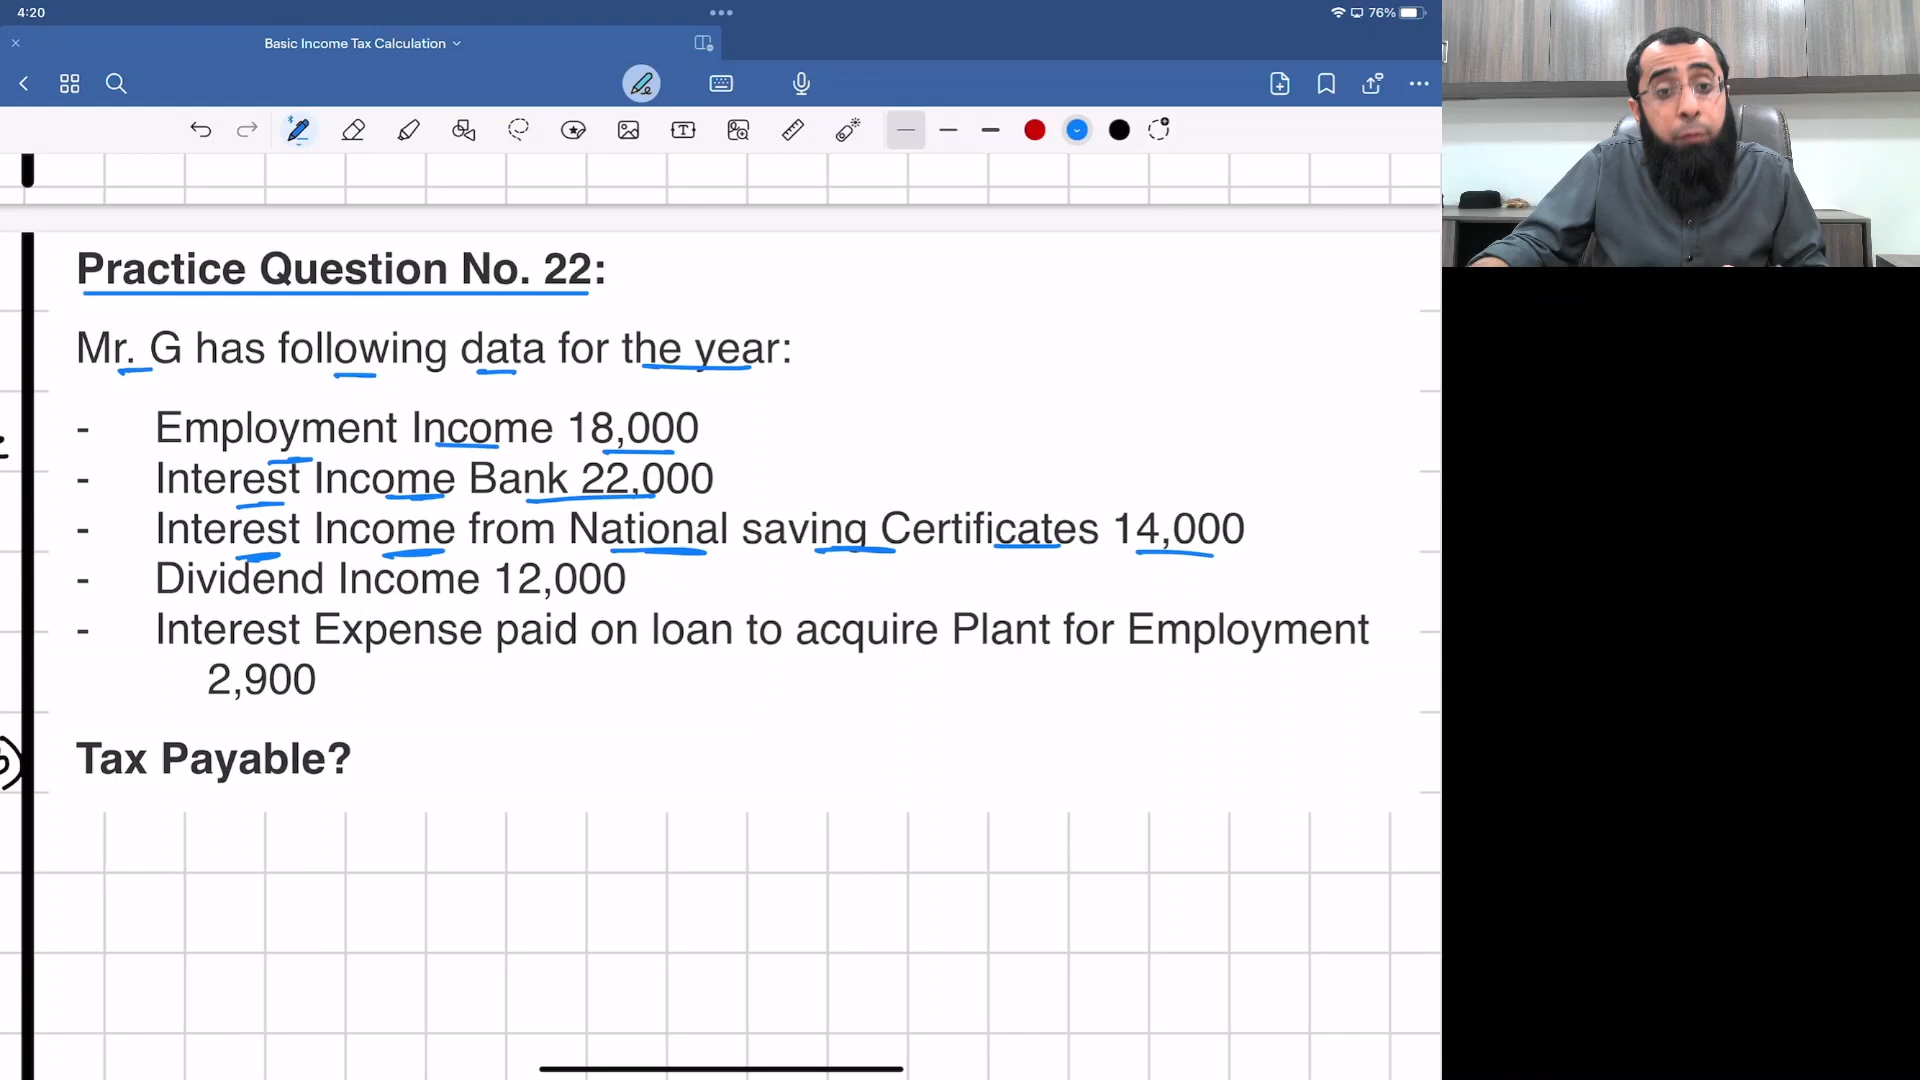 4:20
76%
Basic Income Tax Calculation
Practice Question No. 22:
Mr. G has following data for the year:
- Employment Income 18,000
- Interest Income Bank 22,000
- Interest Income from National saving Certificates 14,000
- Dividend Income 12,000
- Interest Expense paid on loan to acquire Plant for Employment
2,900
Tax Payable?